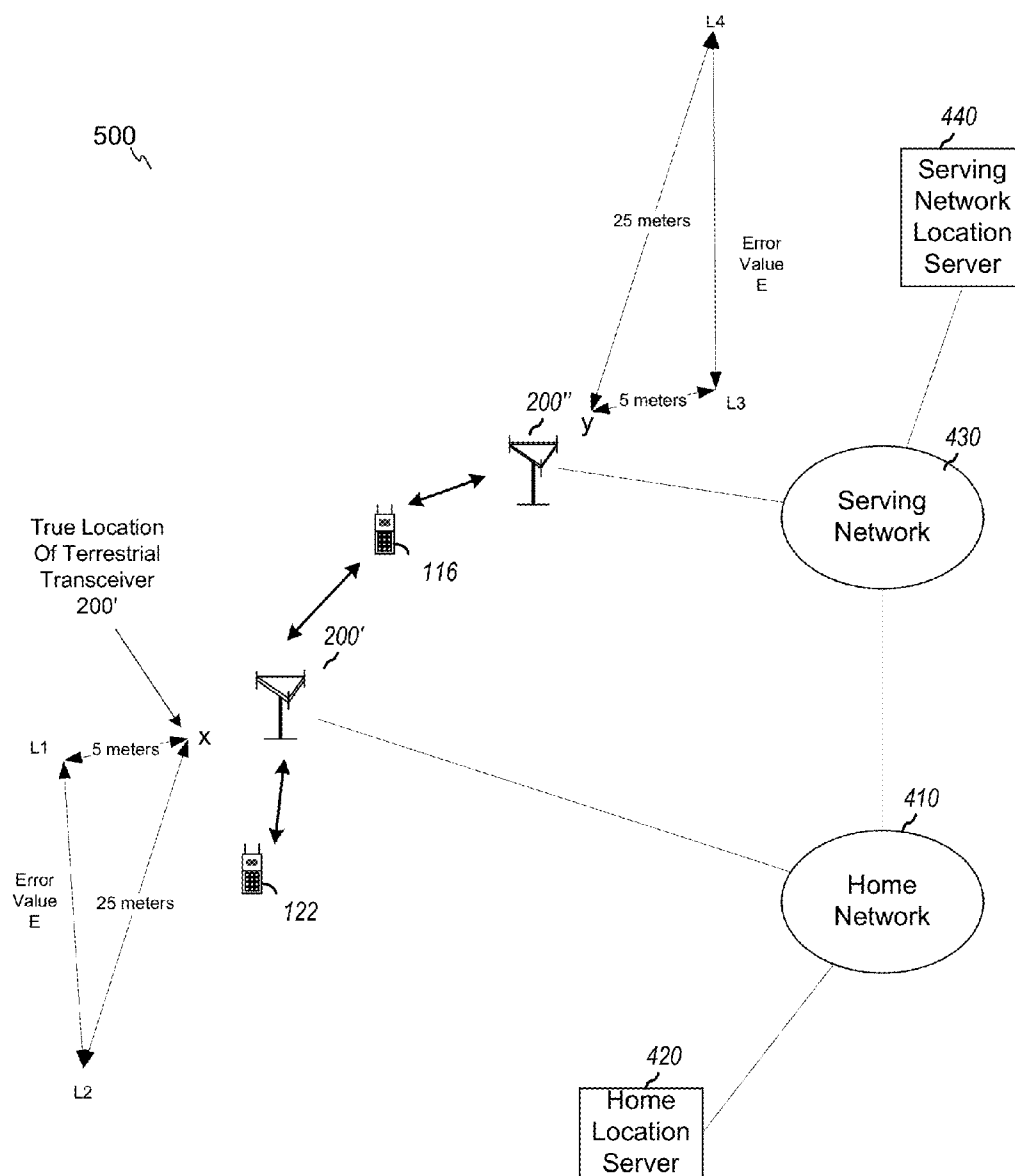 L4
500
440
Serving
Network
Location
Server
25 meters
Error
Value
E
5 meters
L3
y
200"
430
Serving
Network
True Location
Of Terrestrial
Transceiver
200'
116
200'
L1
5 meters
x
410
Home
Network
Error
Value
E
25 meters
122
L2
420
Home
Location
Server